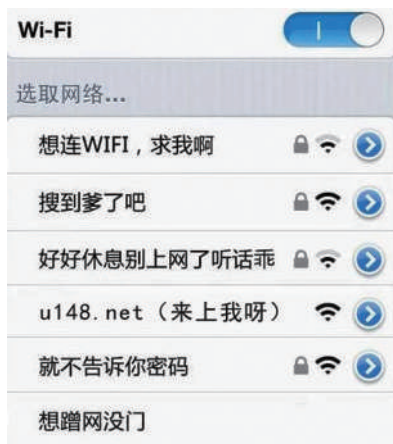 Wi-Fi
选取网络...
想连WIFI，求我啊
搜到爹了吧
好好休息别上网了听话乖
u148.net（来上我呀）
就不告诉你密码
想蹭网没门